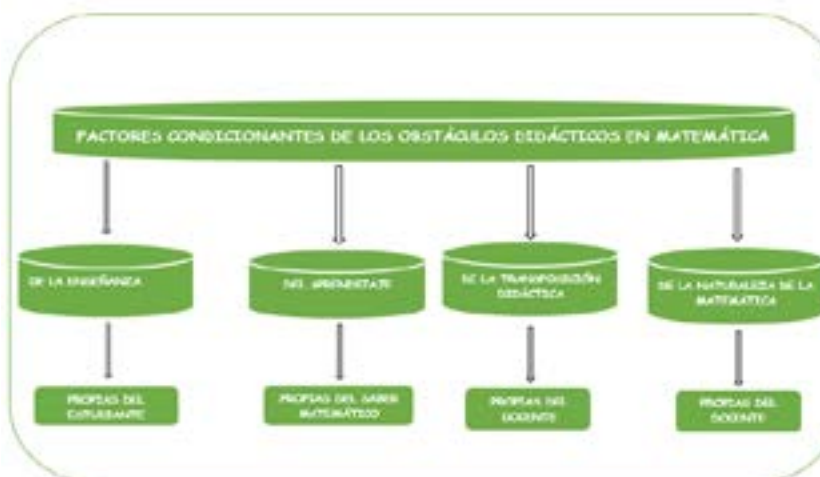 FACTORES CONDICIONANTES DE LOS OBSTÁCULOS DIDÁCTICOS EN MATEMÁTICA
DE LA ENSEÑANZA
DEL APRENDIZAJE
DE LA TRANSPOSICIÓN
DIDÁCTICA
DE LA NATURALEZA DE LA
MATEMÁTICA
PROPIAS DEL
ESTUDIANTE
PROPIAS DEL SABER
MATEMÁTICO
PROPIAS DEL
DOCENTE
PROPIAS DEL
DOCENTE